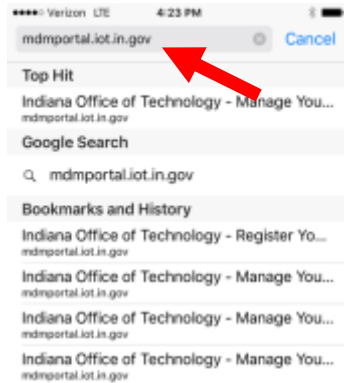 Verizon LTE 4:23 PM
mdmportal.iot.in.gov Cancel
Top Hit
Indiana Office of Technology - Manage You...
mdmportal.iot.in.gov
Google Search
mdmportal.iot.in.gov
Bookmarks and History
Indiana Office of Technology - Register Yo...
mdmportal.iot.in.gov
Indiana Office of Technology - Manage You...
mdmportal.iot.in.gov
Indiana Office of Technology - Manage You...
mdmportal.iot.in.gov
Indiana Office of Technology - Manage You...
mdmportal.iot.in.gov